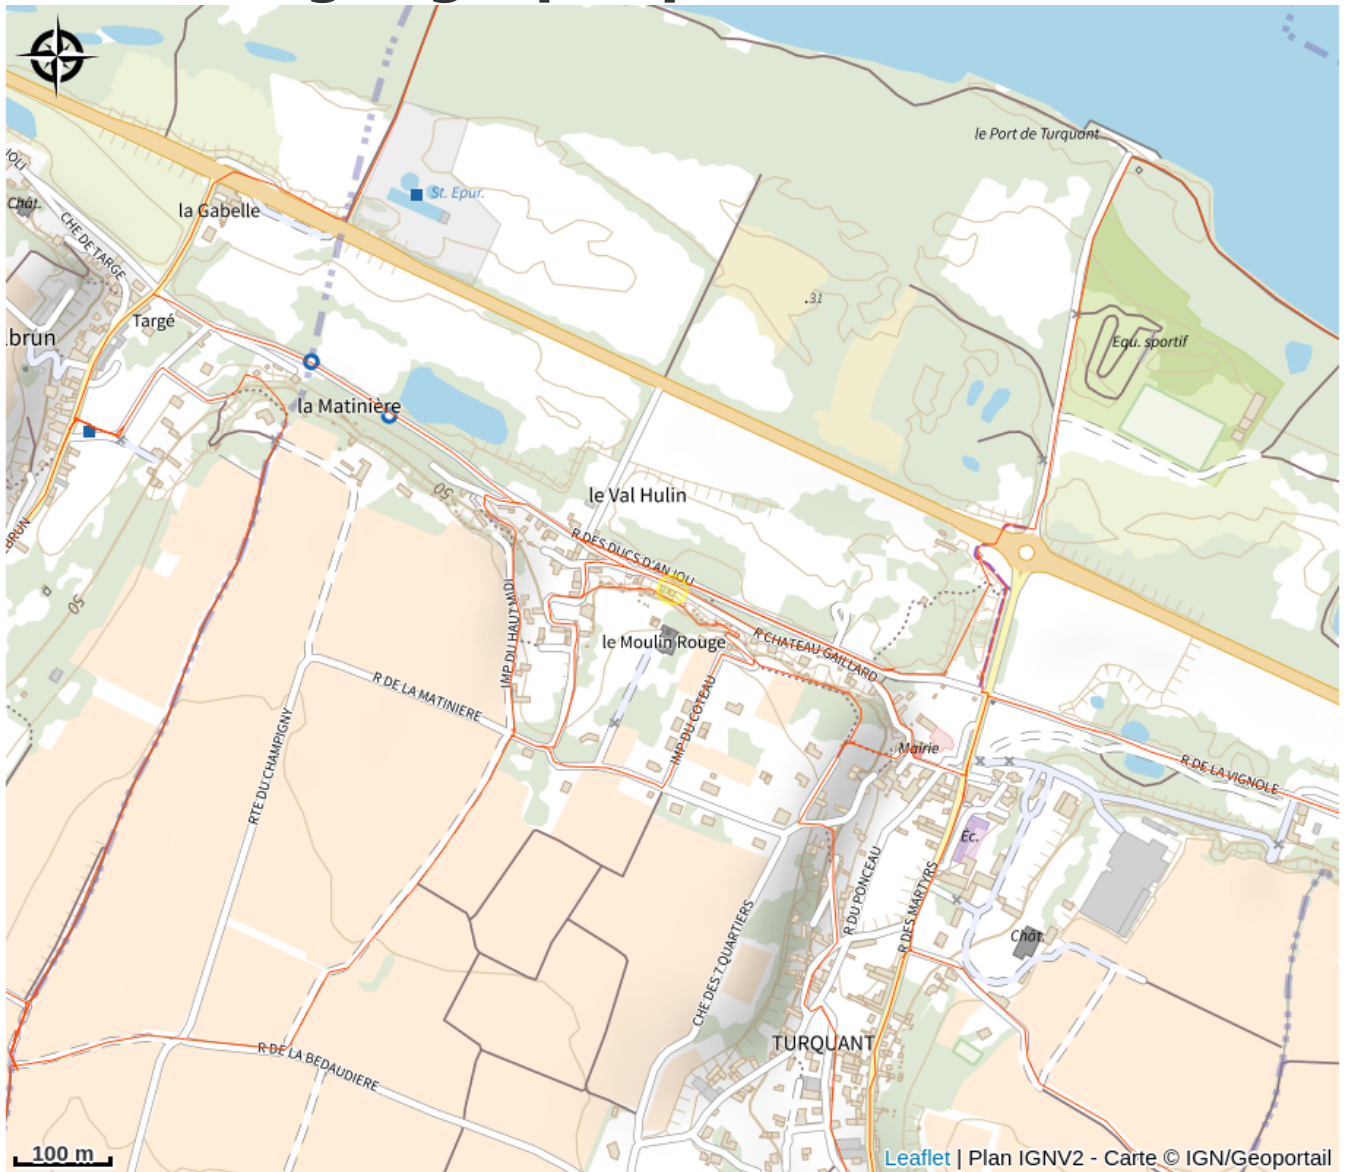 le Port de Turquant
JOLI
St. Epur.
Chât.
la Gabelle
CHE DE TARGE
.31
Targé
Equ. sportif
la Matinière
50
le Val Hulin
R DES DUCS D'ANJOU
BRUN
50
IMP DU HAUT MIDI
le Moulin Rouge
R CHATEAU GAILLARD
R DE LA MATINIERE
IMP DU COTEAU
RTE DU CHAMPIGNY
Mairie
R DE LA VIGNOLE
Éc.
R DU PONCEAU
R DES MARTYRS
CHE DES 7 QUARTIERS
Chât.
TURQUANT
R DE LA BEDAUDIERE
100 m
Leaflet | Plan IGNV2 - Carte © IGN/Geoportail